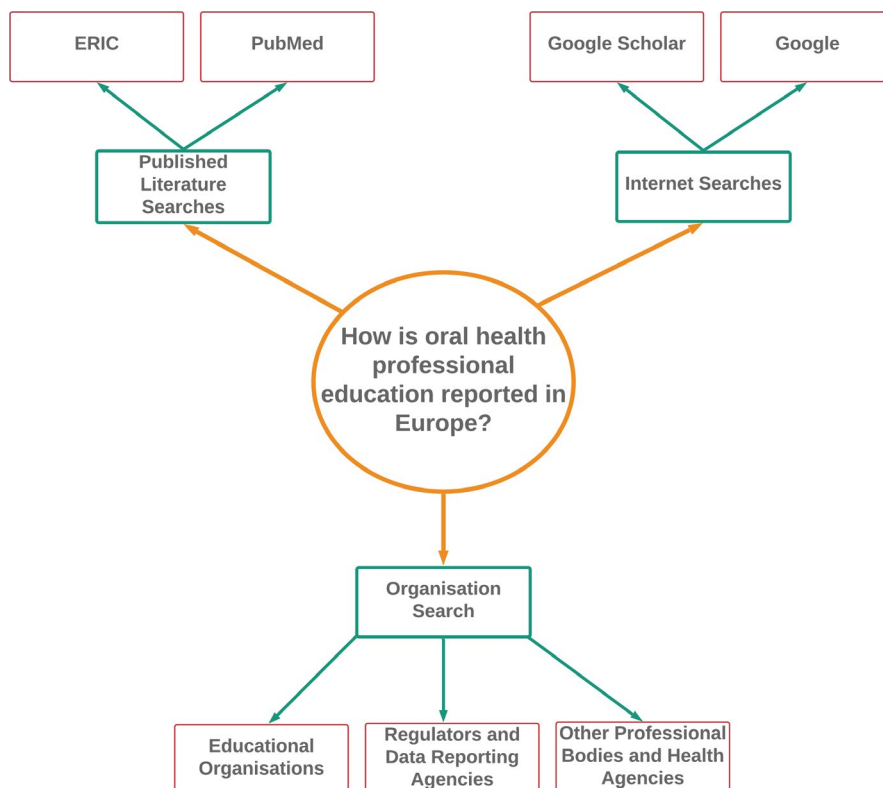 ERIC
PubMed
Google Scholar
Google
Published
Literature
Searches
Internet Searches
How is oral health
professional
education reported in
Europe?
Organisation
Search
Educational
Organisations
Regulators and
Data Reporting
Agencies
Other Professional
Bodies and Health
Agencies